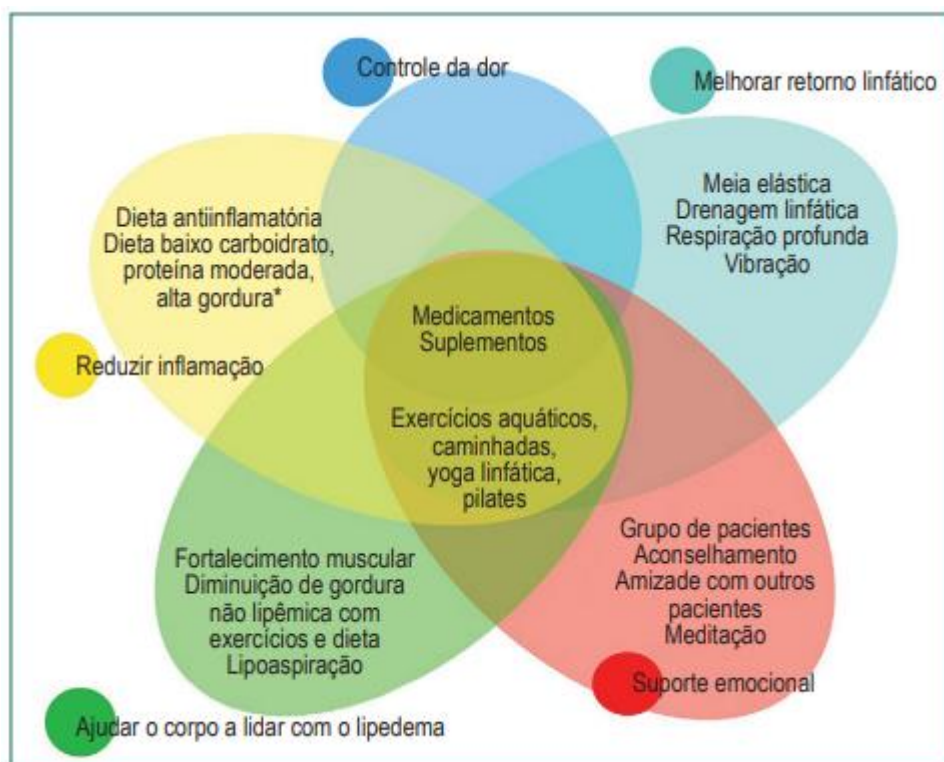 Controle da dor
Melhorar retorno linfático
Meia elástica
Drenagem linfática
Respiração profunda
Vibração
Dieta antiinflamatória
Dieta baixo carboidrato,
proteína moderada,
alta gordura*
Medicamentos
Suplementos
Reduzir inflamação
Exercícios aquáticos,
caminhadas,
yoga linfática,
pilates
Grupo de pacientes
Aconselhamento
Amizade com outros
pacientes
Meditação
Fortalecimento muscular
Diminuição de gordura
não lipêmica com
exercícios e dieta
Lipoaspiração
Suporte emocional
Ajudar o corpo a lidar com o lipedema